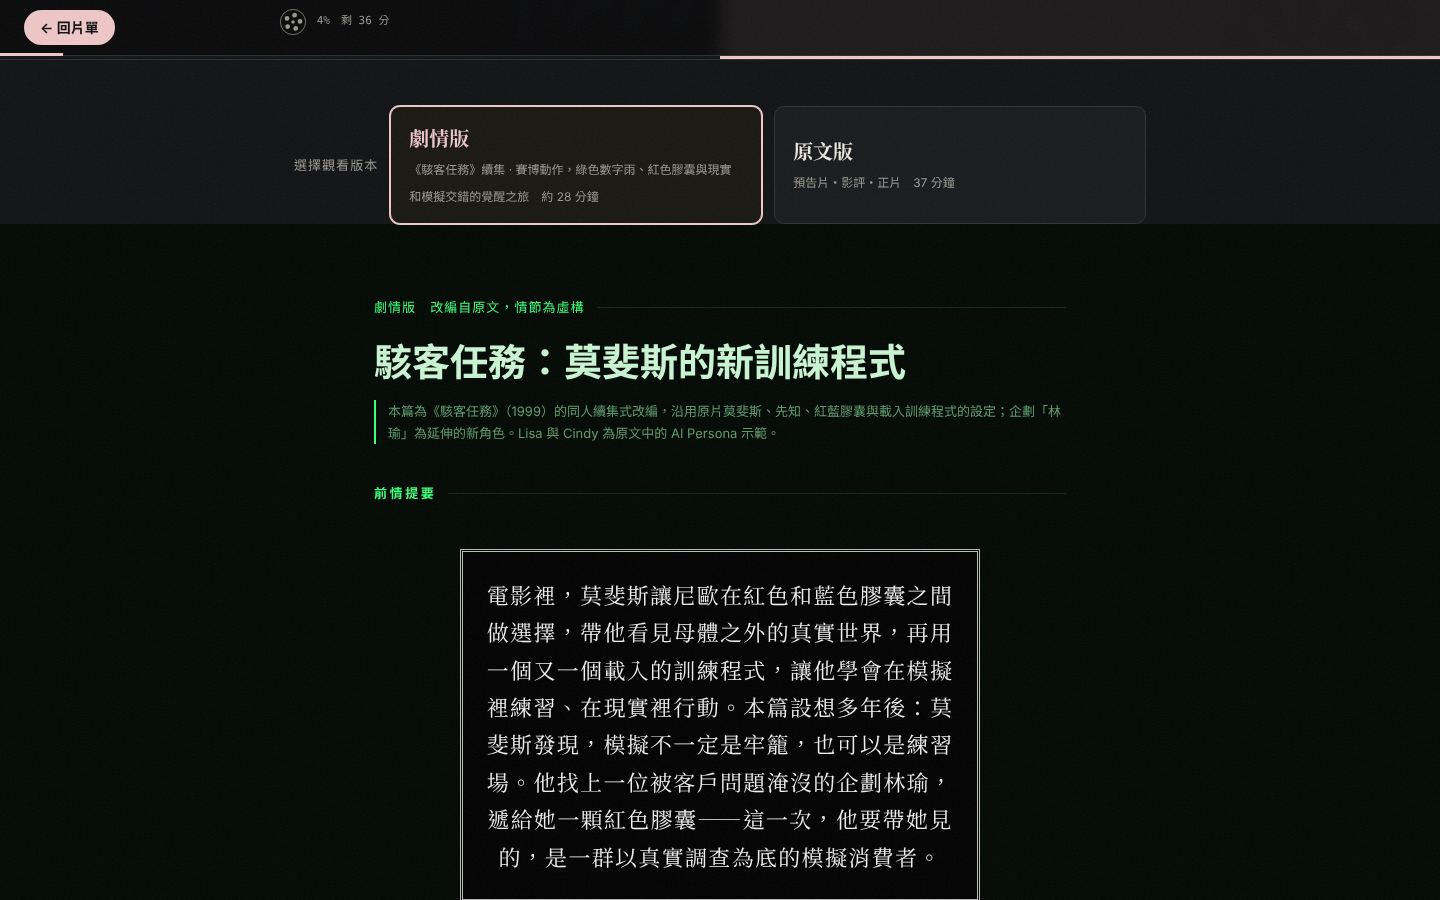 ← 回片單
4% 剩 36 分
選擇觀看版本
劇情版
《駭客任務》續集 · 賽博動作，綠色數字雨、紅色膠囊與現實
和模擬交錯的覺醒之旅　約 28 分鐘
原文版
預告片・影評・正片　37 分鐘
劇情版　改編自原文，情節為虛構
駭客任務：莫斐斯的新訓練程式
本篇為《駭客任務》（1999）的同人續集式改編，沿用原片莫斐斯、先知、紅藍膠囊與載入訓練程式的設定；企劃「林
瑜」為延伸的新角色。Lisa 與 Cindy 為原文中的 AI Persona 示範。
前情提要
電影裡，莫斐斯讓尼歐在紅色和藍色膠囊之間
做選擇，帶他看見母體之外的真實世界，再用
一個又一個載入的訓練程式，讓他學會在模擬
裡練習、在現實裡行動。本篇設想多年後：莫
斐斯發現，模擬不一定是牢籠，也可以是練習
場。他找上一位被客戶問題淹沒的企劃林瑜，
遞給她一顆紅色膠囊——這一次，他要帶她見
的，是一群以真實調查為底的模擬消費者。